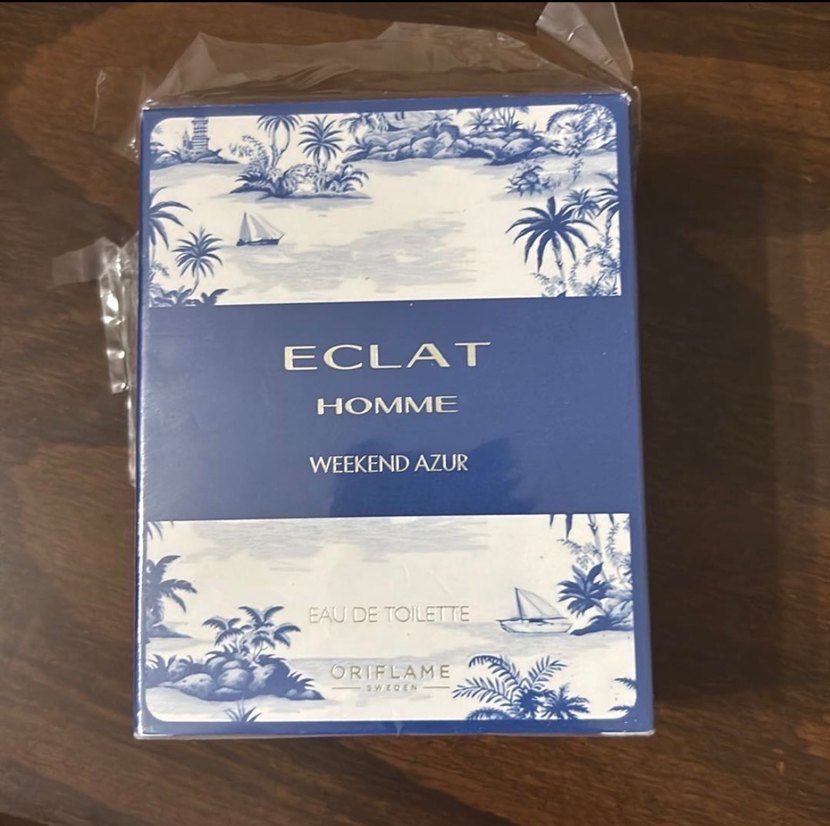 ECLAT
HOMME
WEEKEND AZUR
EAU DE TOILETTE
ORIFLAME
SWEDEN